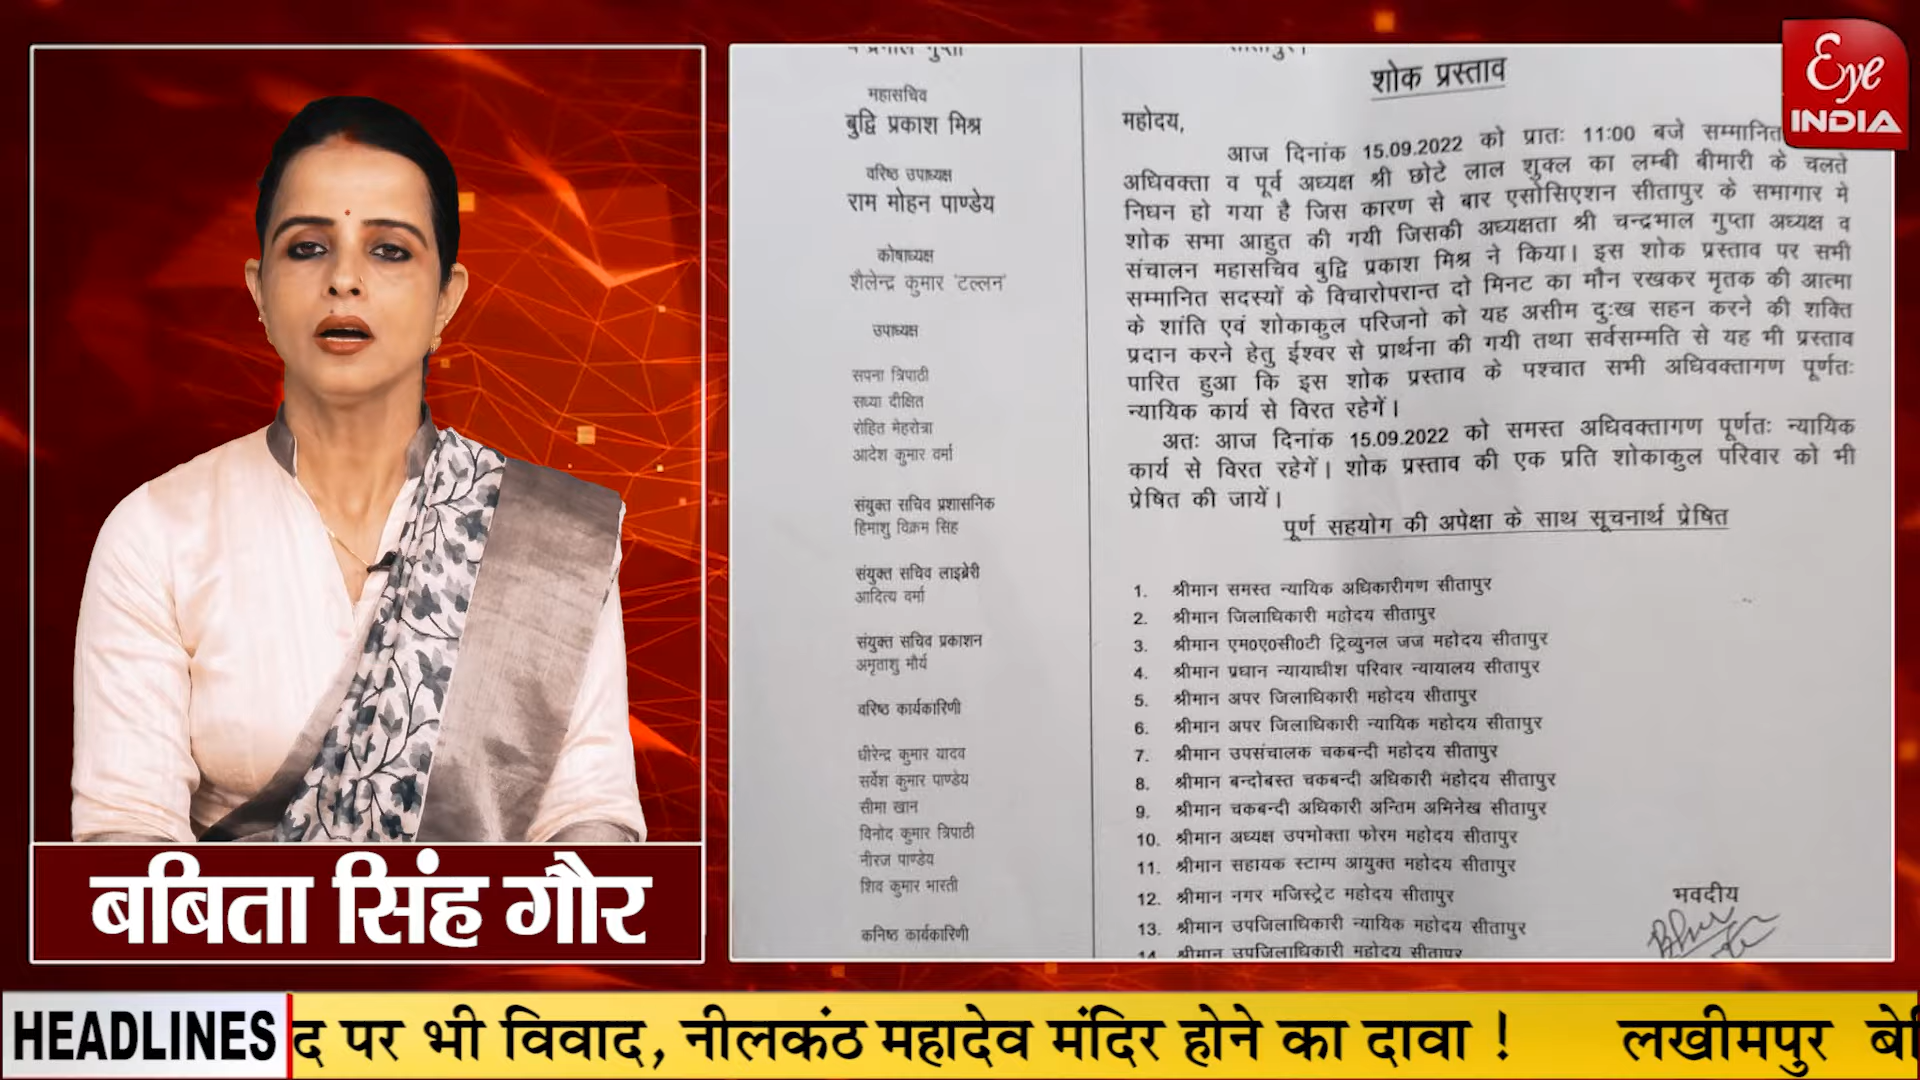 Eye
INDIA
गुप्ता
महासचिव
बुद्वि प्रकाश मिश्र
वरिष्ठ उपाध्यक्ष
राम मोहन पाण्डेय
कोषाध्यक्ष
शैलेन्द्र कुमार 'टल्लन'
उपाध्यक्ष
सपना त्रिपाठी
सध्या दीक्षित
रोहित मेहरोत्रा
आदेश कुमार वर्मा
संयुक्त सचिव प्रशासनिक
हिमांशु विक्रम सिंह
संयुक्त सचिव लाइब्रेरी
आदित्य वर्मा
संयुक्त सचिव प्रकाशन
अमृताशु मौर्य
वरिष्ठ कार्यकारिणी
धीरेन्द्र कुमार यादव
सर्वेश कुमार पाण्डेय
सीमा खान
विनोद कुमार त्रिपाठी
नीरज पाण्डेय
शिव कुमार भारती
कनिष्ठ कार्यकारिणी
शोक प्रस्ताव
महोदय,
आज दिनांक 15.09.2022 को प्रातः 11:00 बजे सम्मानित
अधिवक्ता व पूर्व अध्यक्ष श्री छोटे लाल शुक्ल का लम्बी बीमारी के चलते
निधन हो गया है जिस कारण से बार एसोसिएशन सीतापुर के सभागार मे
शोक सभा आहुत की गयी जिसकी अध्यक्षता श्री चन्द्रभाल गुप्ता अध्यक्ष व
संचालन महासचिव बुद्वि प्रकाश मिश्र ने किया। इस शोक प्रस्ताव पर सभी
सम्मानित सदस्यों के विचारोपरान्त दो मिनट का मौन रखकर मृतक की आत्मा
के शांति एवं शोकाकुल परिजनो को यह असीम दुःख सहन करने की शक्ति
प्रदान करने हेतु ईश्वर से प्रार्थना की गयी तथा सर्वसम्मति से यह भी प्रस्ताव
पारित हुआ कि इस शोक प्रस्ताव के पश्चात सभी अधिवक्तागण पूर्णतः
न्यायिक कार्य से विरत रहेगें।
अतः आज दिनांक 15.09.2022 को समस्त अधिवक्तागण पूर्णतः न्यायिक
कार्य से विरत रहेगें। शोक प्रस्ताव की एक प्रति शोकाकुल परिवार को भी
प्रेषित की जायें।
पूर्ण सहयोग की अपेक्षा के साथ सूचनार्थ प्रेषित
1. श्रीमान समस्त न्यायिक अधिकारीगण सीतापुर
2. श्रीमान जिलाधिकारी महोदय सीतापुर
3. श्रीमान एम0ए0सी0टी ट्रिव्युनल जज महोदय सीतापुर
4. श्रीमान प्रधान न्यायाधीश परिवार न्यायालय सीतापुर
5. श्रीमान अपर जिलाधिकारी महोदय सीतापुर
6. श्रीमान अपर जिलाधिकारी न्यायिक महोदय सीतापुर
7. श्रीमान उपसंचालक चकबन्दी महोदय सीतापुर
8. श्रीमान बन्दोबस्त चकबन्दी अधिकारी महोदय सीतापुर
9. श्रीमान चकबन्दी अधिकारी अन्तिम अभिनेख सीतापुर
10. श्रीमान अध्यक्ष उपभोक्ता फोरम महोदय सीतापुर
11. श्रीमान सहायक स्टाम्प आयुक्त महोदय सीतापुर
12. श्रीमान नगर मजिस्ट्रेट महोदय सीतापुर
13. श्रीमान उपजिलाधिकारी न्यायिक महोदय सीतापुर
14 श्रीमान उपजिलाधिकारी महोदय सीतापुर
भवदीय
बबिता सिंह गौर
HEADLINES
द पर भी विवाद, नीलकंठ महादेव मंदिर होने का दावा ! लखीमपुर